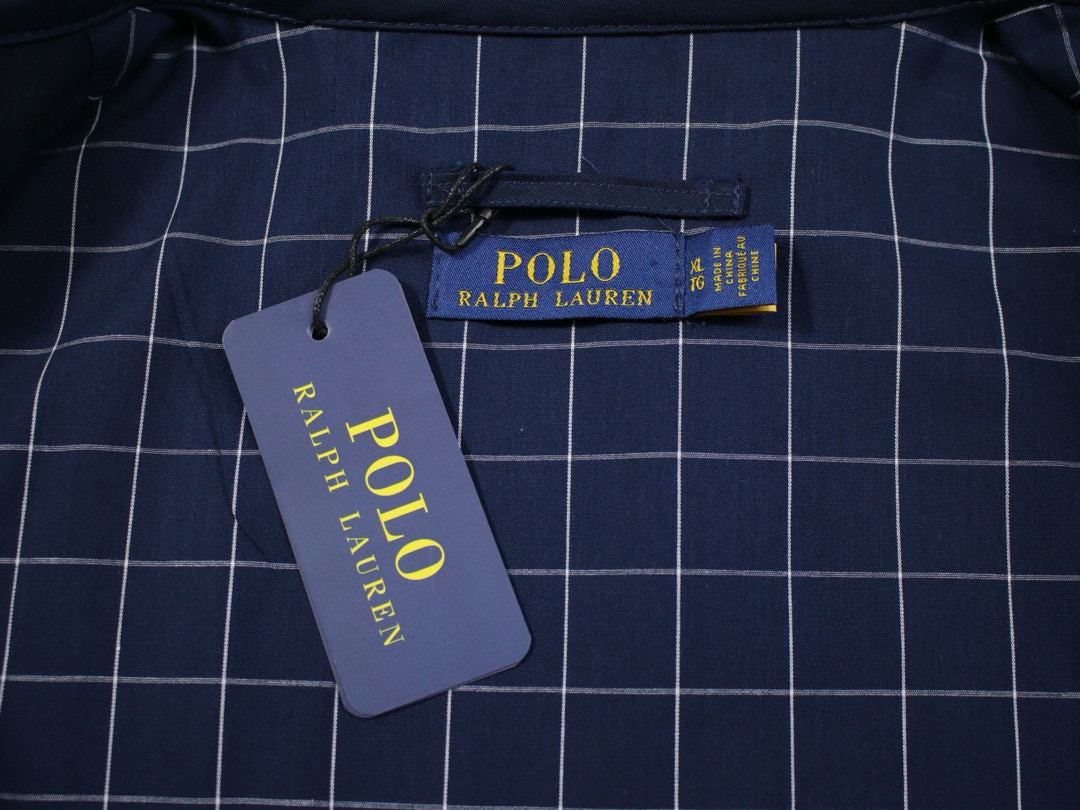 POLO
RALPH LAUREN
XL
TG
MADE IN
CHINA
FABRIQUÉ AU
CHINE
POLO
RALPH LAUREN